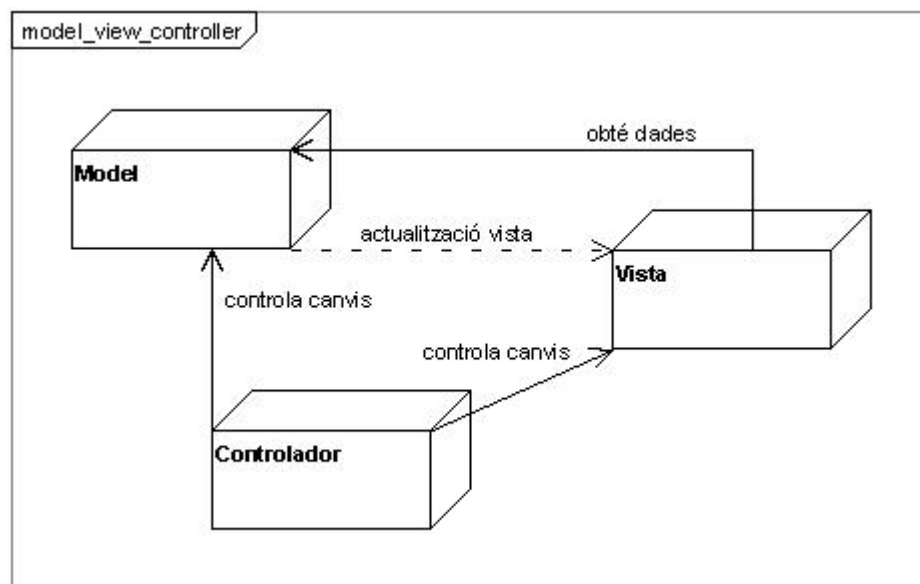 model_view_controller
obté dades
Model
actualització vista
Vista
controla canvis
controla canvis
Controlador